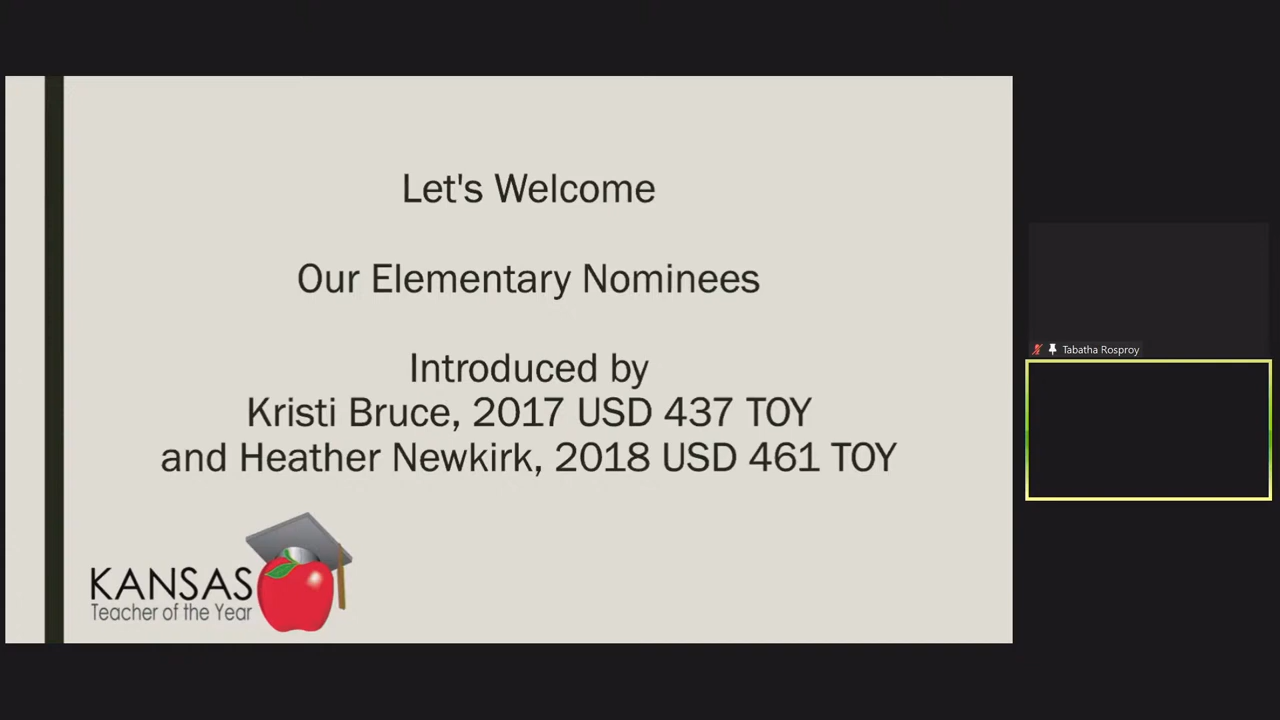 Let's Welcome
Our Elementary Nominees
Introduced by
Kristi Bruce, 2017 USD 437 TOY
and Heather Newkirk, 2018 USD 461 TOY
KANSAS
Teacher of the Year
Tabatha Rosproy